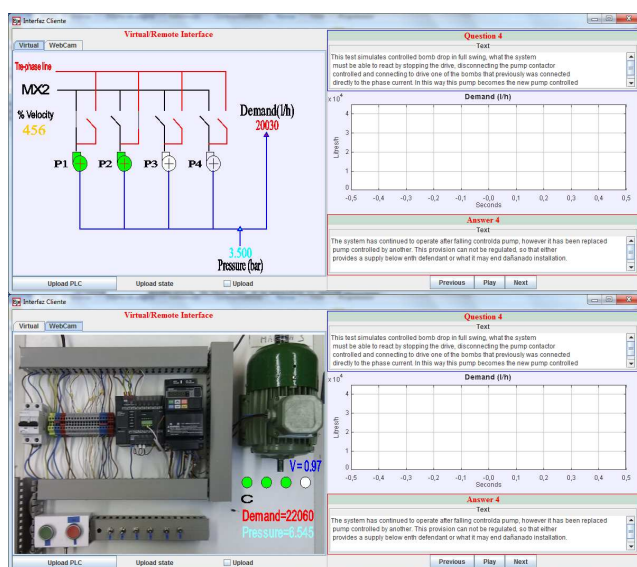 Interfaz Cliente
Virtual/Remote Interface
Virtual WebCam
Tre-phase line
MX2
% Velocity
456
Demand(l/h)
20030
P1 P2 P3 P4
3.500
Pressure (bar)
Upload PLC Upload state Upload
Question 4
Text
This test simulates controlled bomb drop in full swing, what the system
must be able to react by stopping the drive, disconnecting the pump contactor
controlled and connecting to drive one of the bombs that previously was connected
directly to the phase current. In this way this pump becomes the new pump controlled
Demand (l/h)
x 10^4
4
3
2
1
0
Litres/h
-0,5 -0,4 -0,3 -0,2 -0,1 0,0 0,1 0,2 0,3 0,4 0,5
Seconds
Answer 4
Text
The system has continued to operate after falling controlda pump, however it has been replaced
pump controlled by another. This provision can not be regulated, so that either
provides a supply below enth defendant or what it may end dañanado installation.
Previous Play Next
Interfaz Cliente
Virtual/Remote Interface
Virtual WebCam
V=0.97
C
Demand=22060
Pressure=6.545
Upload PLC Upload state Upload
Question 4
Text
This test simulates controlled bomb drop in full swing, what the system
must be able to react by stopping the drive, disconnecting the pump contactor
controlled and connecting to drive one of the bombs that previously was connected
directly to the phase current. In this way this pump becomes the new pump controlled
Demand (l/h)
x 10^4
4
3
2
1
0
Litres/h
-0,5 -0,4 -0,3 -0,2 -0,1 0,0 0,1 0,2 0,3 0,4 0,5
Seconds
Answer 4
Text
The system has continued to operate after falling controlda pump, however it has been replaced
pump controlled by another. This provision can not be regulated, so that either
provides a supply below enth defendant or what it may end dañanado installation.
Previous Play Next